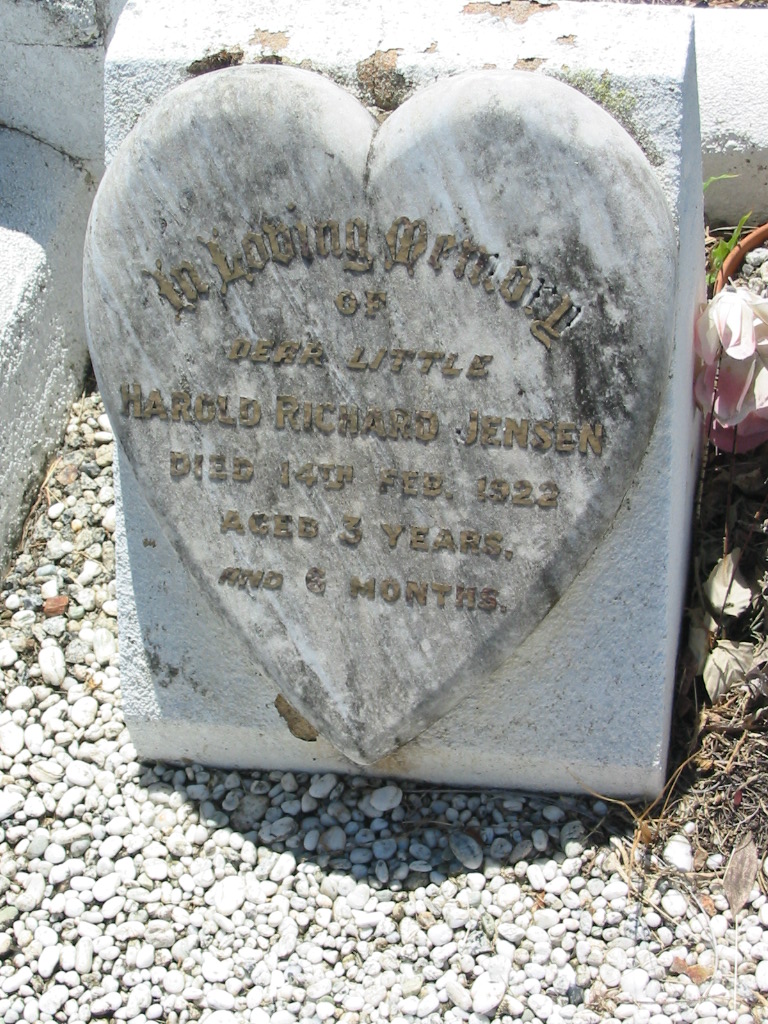 In Loving Memory
OF
DEAR LITTLE
HAROLD RICHARD JENSEN
DIED 14TH FEB. 1922
AGED 3 YEARS,
AND 6 MONTHS.